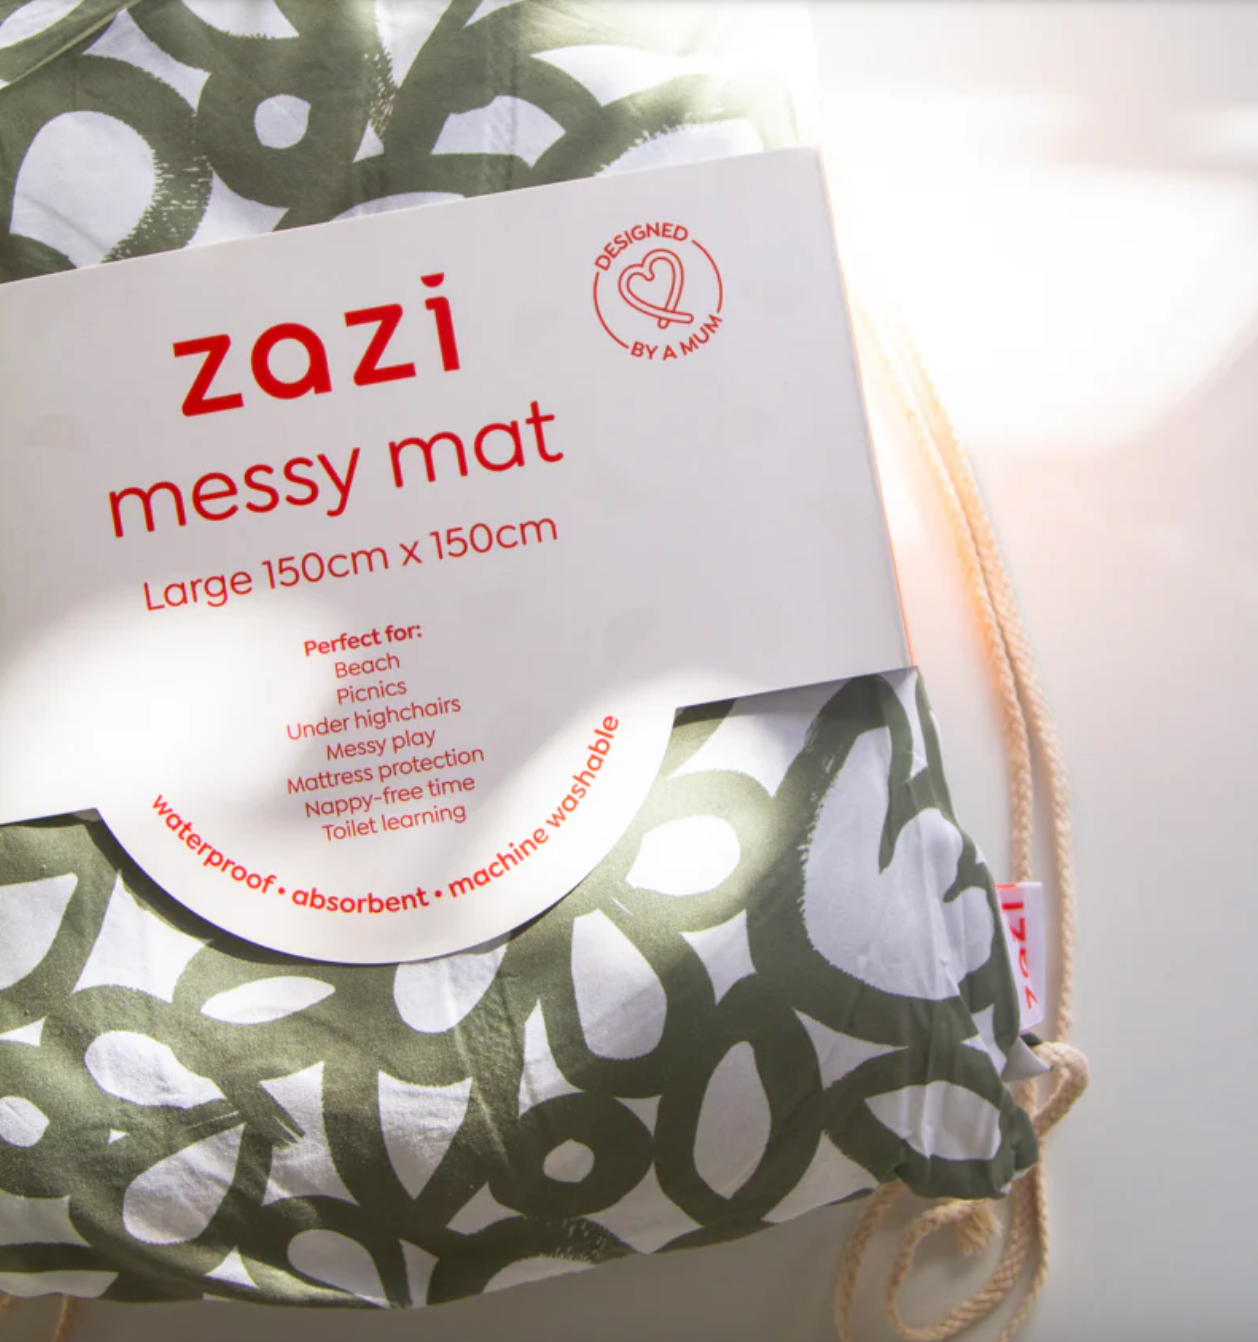 zazi
DESIGNED
BY A MUM
messy mat
Large 150cm x 150cm
Perfect for:
Beach
Picnics
Under highchairs
Messy play
Mattress protection
Nappy-free time
Toilet learning
waterproof • absorbent • machine washable
zazi